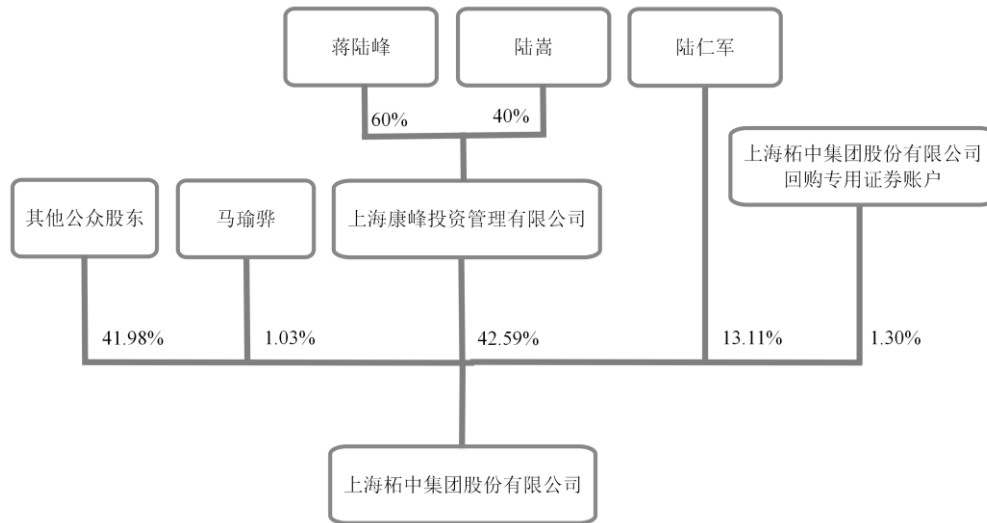 蒋陆峰
陆嵩
陆仁军
60%
40%
上海柘中集团股份有限公司
回购专用证券账户
其他公众股东
马瑜骅
上海康峰投资管理有限公司
41.98%
1.03%
42.59%
13.11%
1.30%
上海柘中集团股份有限公司